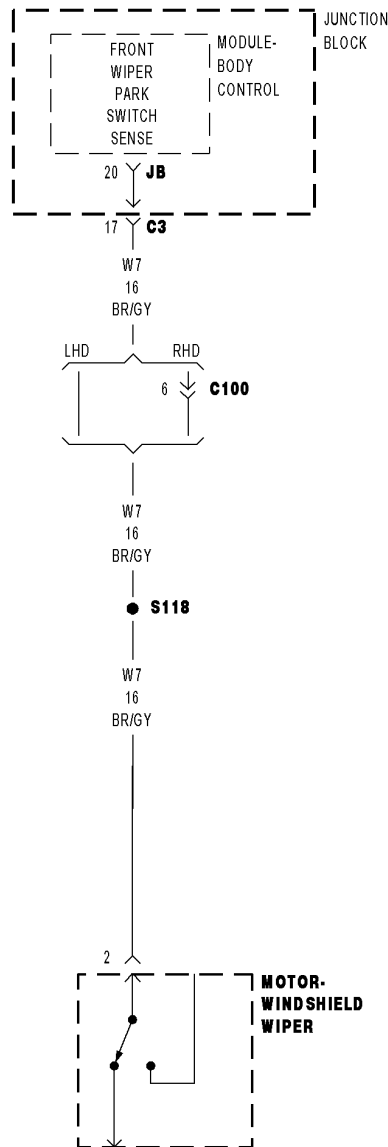 JUNCTION
BLOCK
MODULE-
BODY
CONTROL
FRONT
WIPER
PARK
SWITCH
SENSE
20 JB
17 C3
W7
16
BR/GY
LHD RHD
6 C100
W7
16
BR/GY
S118
W7
16
BR/GY
2
MOTOR-
WINDSHIELD
WIPER